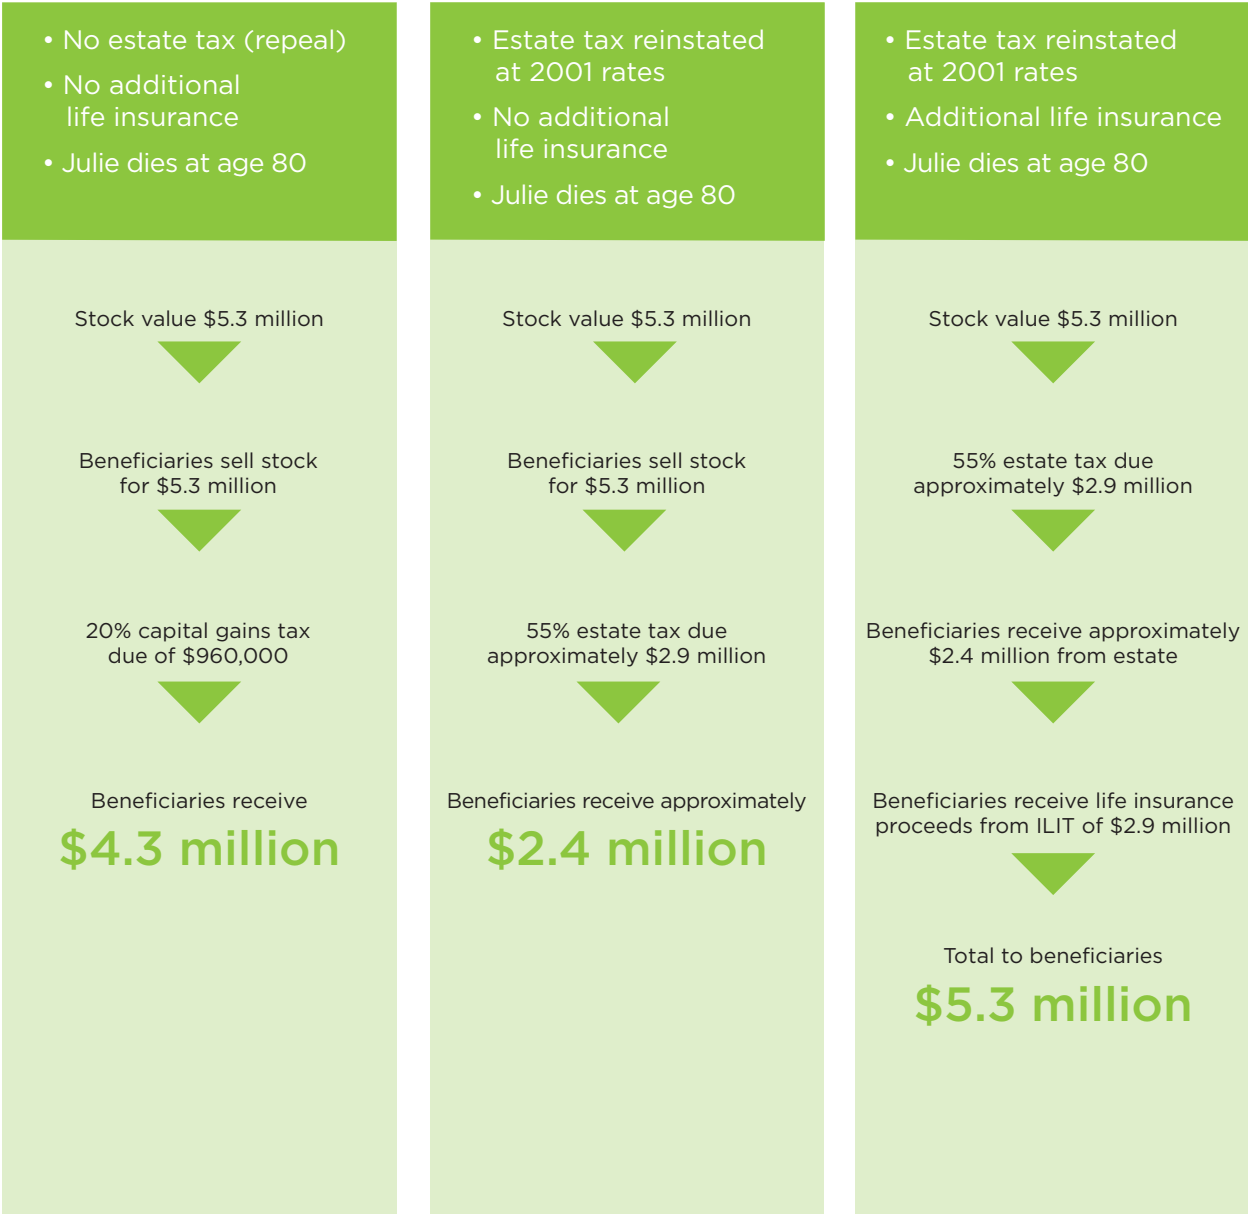 • No estate tax (repeal)
• No additional
life insurance
• Julie dies at age 80
Stock value $5.3 million
Beneficiaries sell stock
for $5.3 million
20% capital gains tax
due of $960,000
Beneficiaries receive
$4.3 million
• Estate tax reinstated
at 2001 rates
• No additional
life insurance
• Julie dies at age 80
Stock value $5.3 million
Beneficiaries sell stock
for $5.3 million
55% estate tax due
approximately $2.9 million
Beneficiaries receive approximately
$2.4 million
• Estate tax reinstated
at 2001 rates
• Additional life insurance
• Julie dies at age 80
Stock value $5.3 million
55% estate tax due
approximately $2.9 million
Beneficiaries receive approximately
$2.4 million from estate
Beneficiaries receive life insurance
proceeds from ILIT of $2.9 million
Total to beneficiaries
$5.3 million